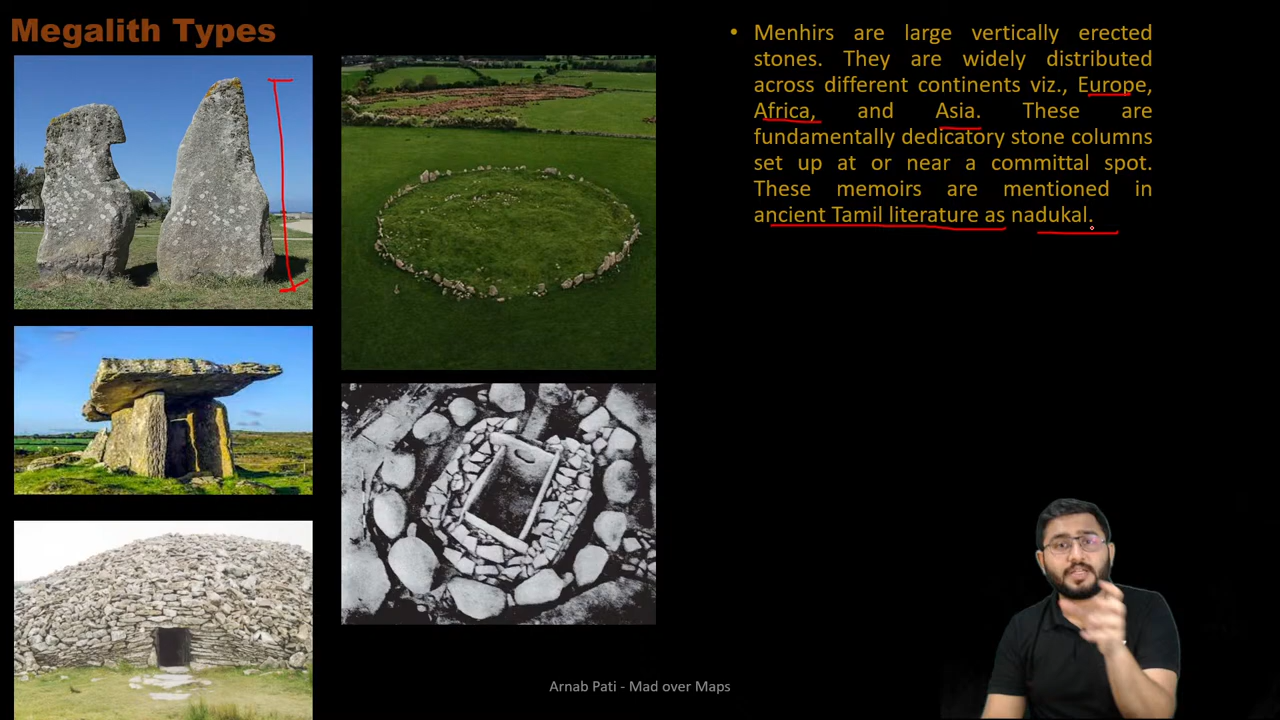 Megalith Types
• Menhirs are large vertically erected
stones. They are widely distributed
across different continents viz., Europe,
Africa, and Asia. These are
fundamentally dedicatory stone columns
set up at or near a committal spot.
These memoirs are mentioned in
ancient Tamil literature as nadukal.
Arnab Pati - Mad over Maps